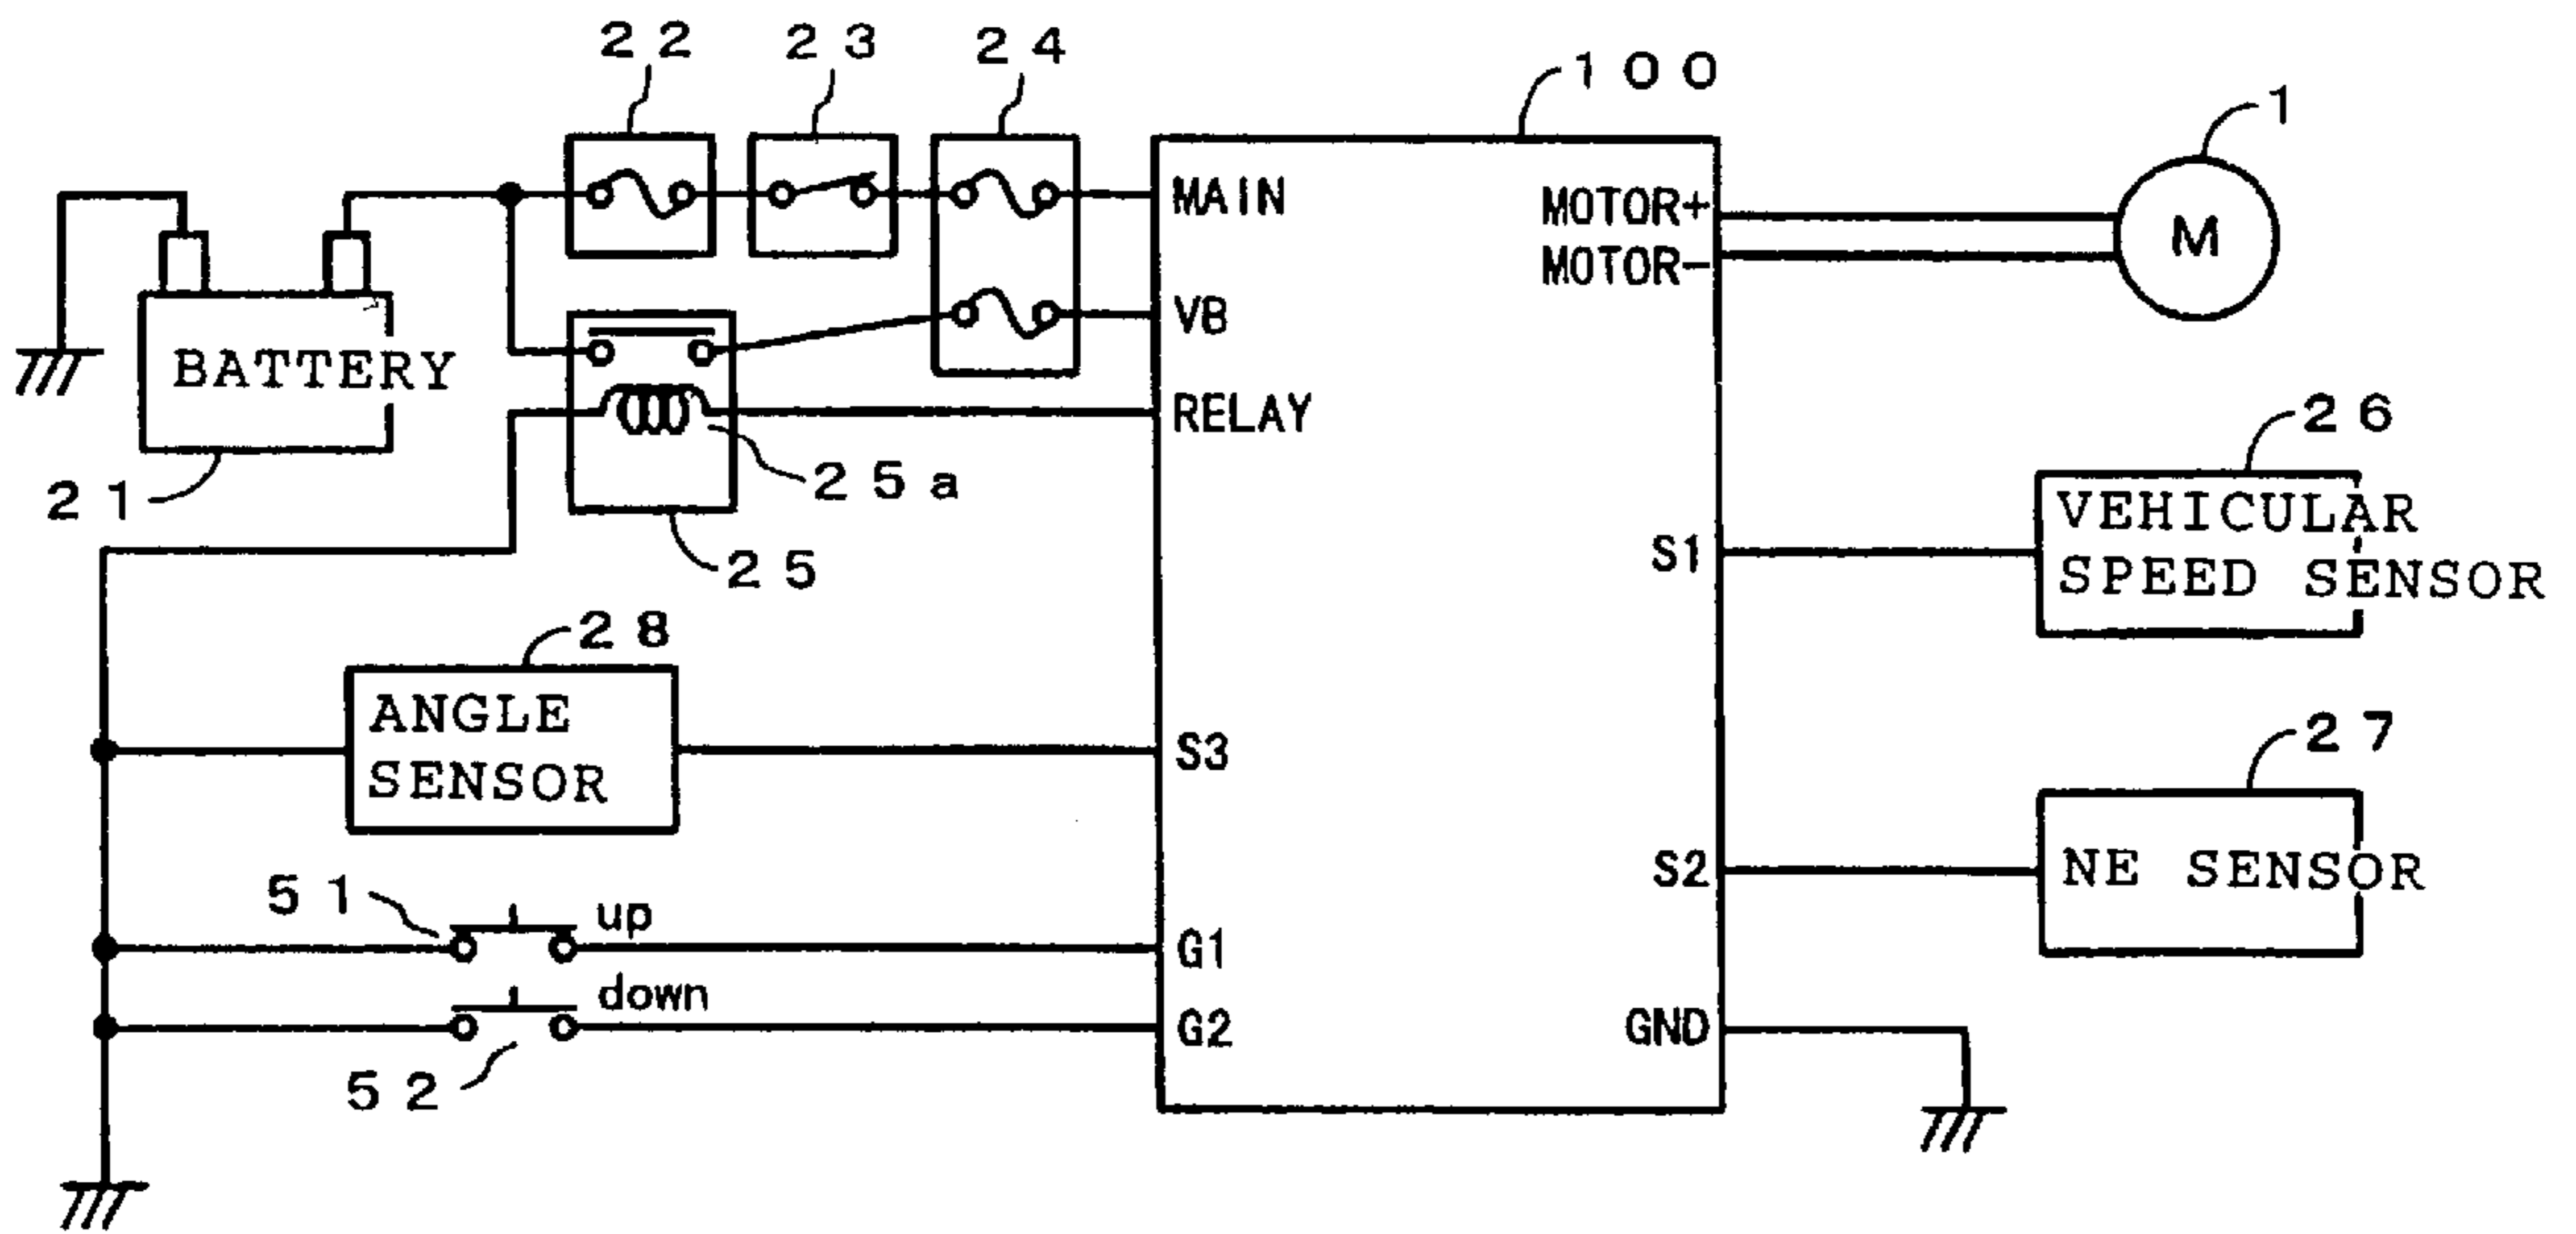 22
23
24
100
1
MAIN
MOTOR+
M
MOTOR-
VB
BATTERY
RELAY
26
25a
21
VEHICULAR
SPEED SENSOR
S1
25
28
ANGLE
SENSOR
S3
27
51
up
S2
NE SENSOR
G1
down
G2
GND
52